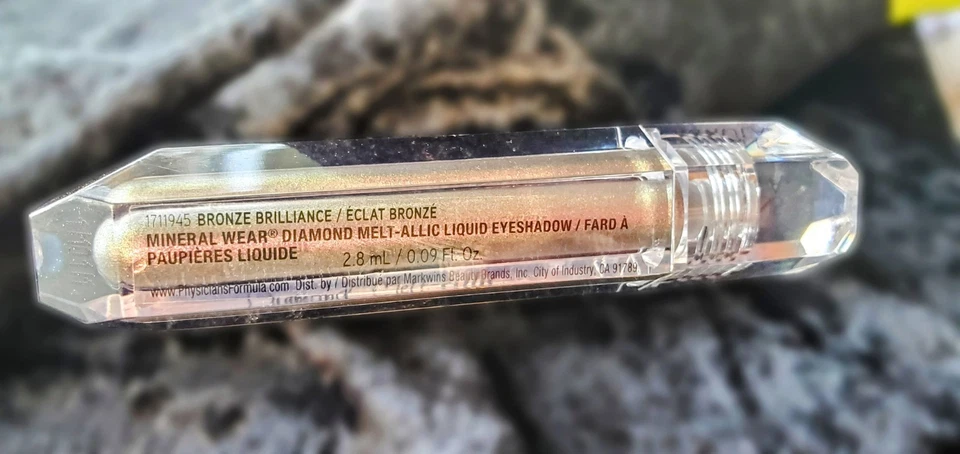 1711945 BRONZE BRILLIANCE / ÉCLAT BRONZÉ
MINERAL WEAR® DIAMOND MELT-ALLIC LIQUID EYESHADOW / FARD À
PAUPIÈRES LIQUIDE 2.8 mL / 0.09 Fl. Oz.
www.PhysiciansFormula.com Dist. by / Distribué par Markwins Beauty Brands, Inc. City of Industry, CA 91789